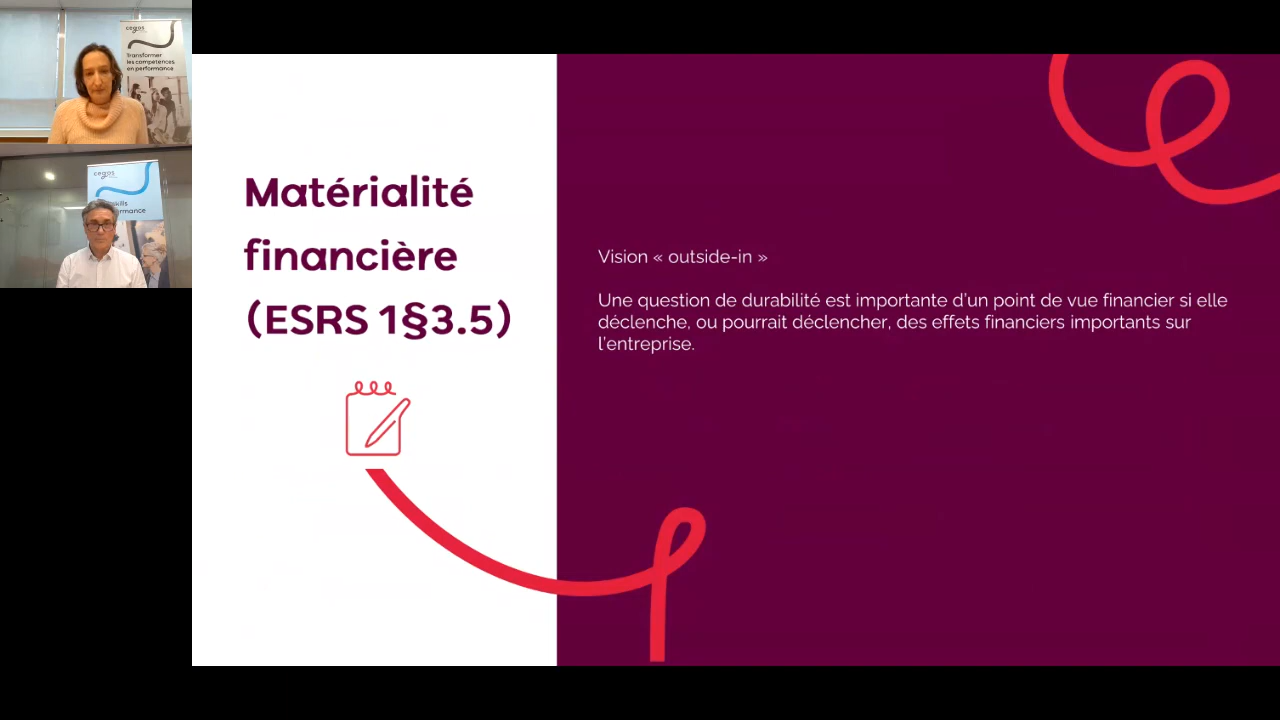 cegos
Transformer
les compétences
en performance
cegos
Matérialité
financière
(ESRS 1§3.5)
Vision « outside-in »
Une question de durabilité est importante d'un point de vue financier si elle
déclenche, ou pourrait déclencher, des effets financiers importants sur
l'entreprise.